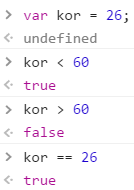 > var kor = 26;
< undefined
> kor < 60
< true
> kor > 60
< false
> kor == 26
< true